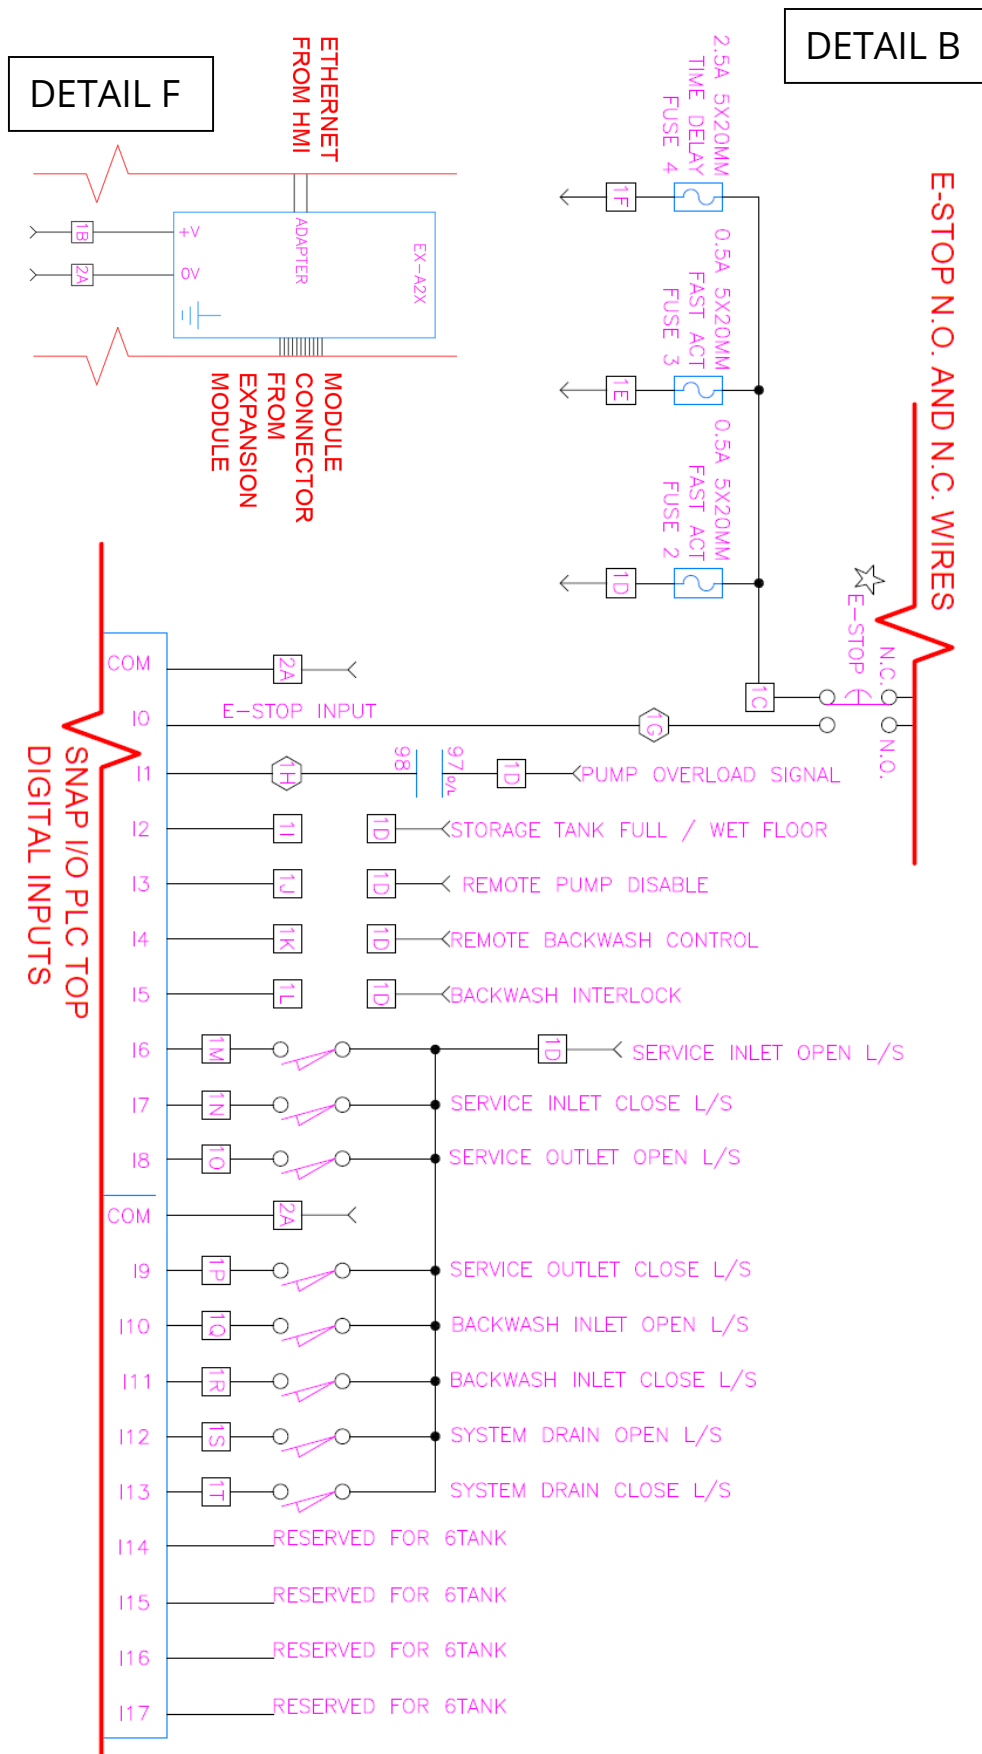 DETAIL B
DETAIL F
ETHERNET
FROM HMI
ADAPTER
EX-A2X
+V
0V
1B
2A
MODULE
CONNECTOR
FROM
EXPANSION
MODULE
2.5A 5X20MM
TIME DELAY
FUSE 4
1F
0.5A 5X20MM
FAST ACT
FUSE 3
1E
0.5A 5X20MM
FAST ACT
FUSE 2
1D
E-STOP N.O. AND N.C. WIRES
E-STOP
N.C.
N.O.
1C
SNAP I/O PLC TOP
DIGITAL INPUTS
COM 2A
I0 E-STOP INPUT 1G
I1 1H 98 97 O/L 1D PUMP OVERLOAD SIGNAL
I2 1I 1D STORAGE TANK FULL / WET FLOOR
I3 1J 1D REMOTE PUMP DISABLE
I4 1K 1D REMOTE BACKWASH CONTROL
I5 1L 1D BACKWASH INTERLOCK
I6 1M 1D SERVICE INLET OPEN L/S
I7 1N SERVICE INLET CLOSE L/S
I8 1O SERVICE OUTLET OPEN L/S
COM 2A
I9 1P SERVICE OUTLET CLOSE L/S
I10 1Q BACKWASH INLET OPEN L/S
I11 1R BACKWASH INLET CLOSE L/S
I12 1S SYSTEM DRAIN OPEN L/S
I13 1T SYSTEM DRAIN CLOSE L/S
I14 RESERVED FOR 6TANK
I15 RESERVED FOR 6TANK
I16 RESERVED FOR 6TANK
I17 RESERVED FOR 6TANK